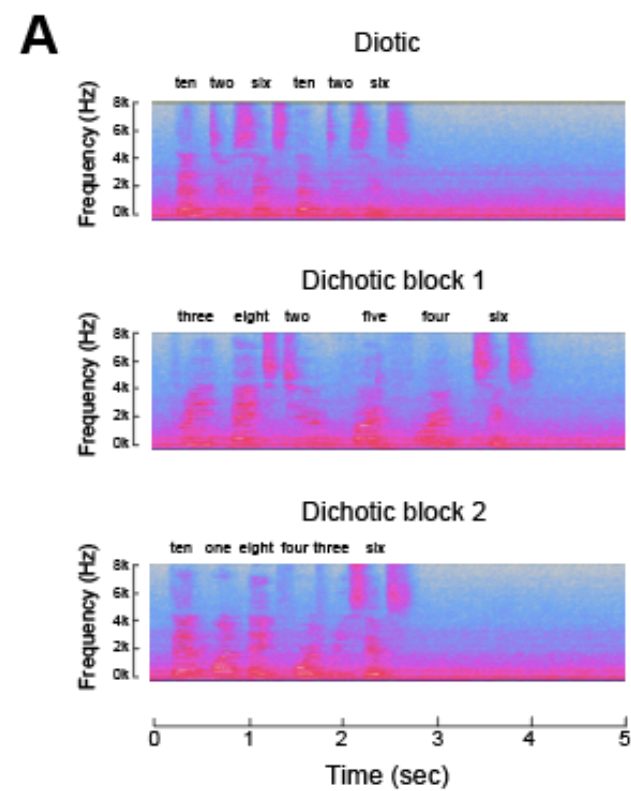 A
Diotic
ten two six ten two six
Frequency (Hz)
8k
6k
4k
2k
0k
Dichotic block 1
three eight two five four six
Frequency (Hz)
8k
6k
4k
2k
0k
Dichotic block 2
ten one eight four three six
Frequency (Hz)
8k
6k
4k
2k
0k
0 1 2 3 4 5
Time (sec)